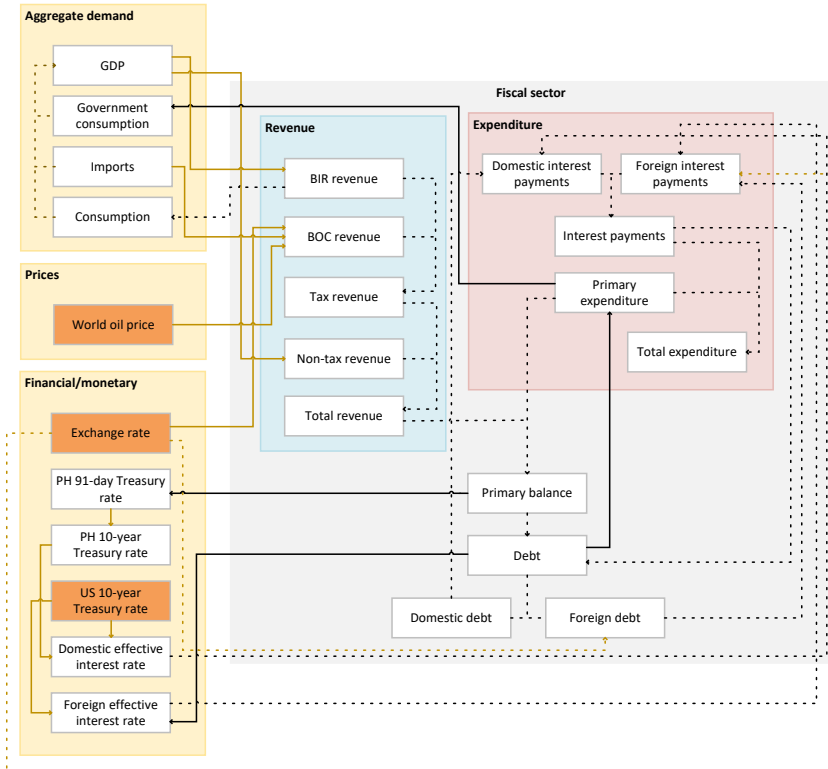 Aggregate demand
GDP
Government
consumption
Imports
Consumption
Prices
World oil price
Financial/monetary
Exchange rate
PH 91-day Treasury
rate
PH 10-year
Treasury rate
US 10-year
Treasury rate
Domestic effective
interest rate
Foreign effective
interest rate
Fiscal sector
Revenue
BIR revenue
BOC revenue
Tax revenue
Non-tax revenue
Total revenue
Expenditure
Domestic interest
payments
Foreign interest
payments
Interest payments
Primary
expenditure
Total expenditure
Primary balance
Debt
Domestic debt
Foreign debt